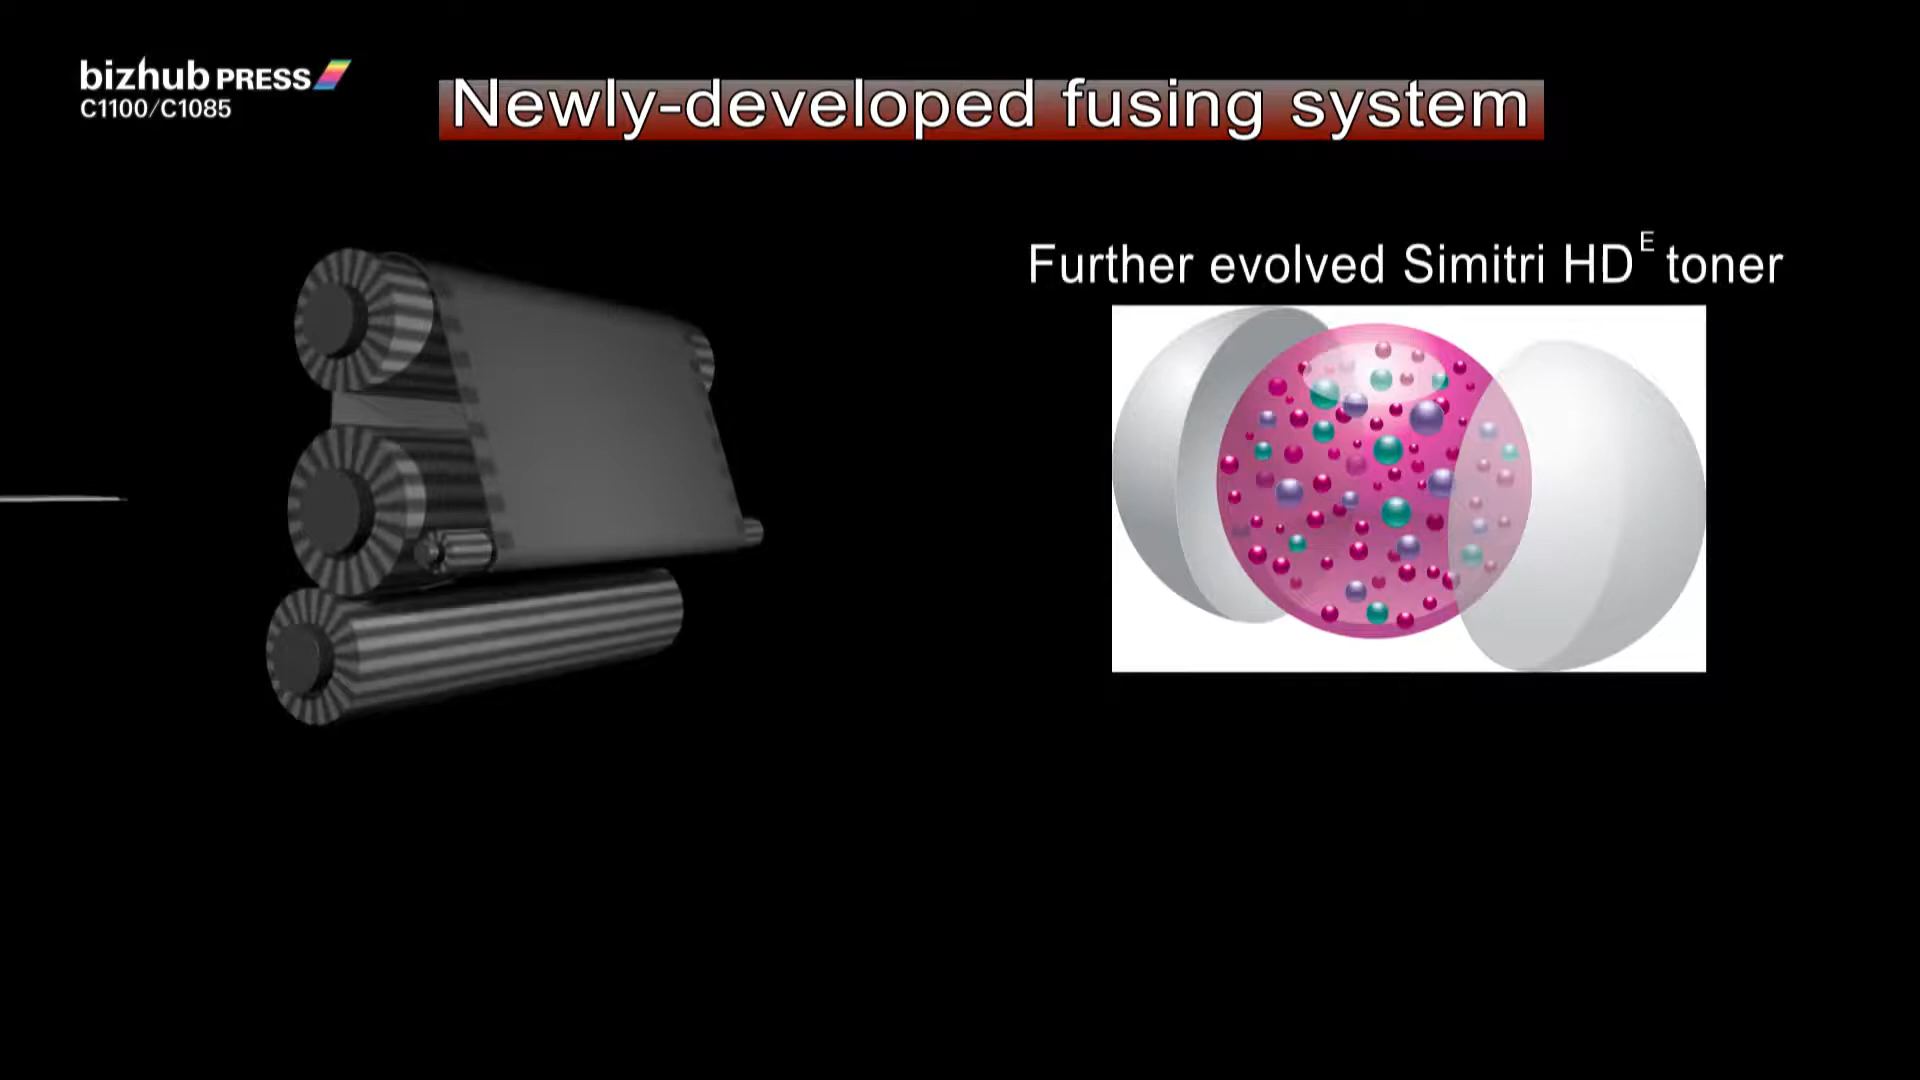 bizhub PRESS
C1100/C1085
Newly-developed fusing system
Further evolved Simitri HDᴱ toner